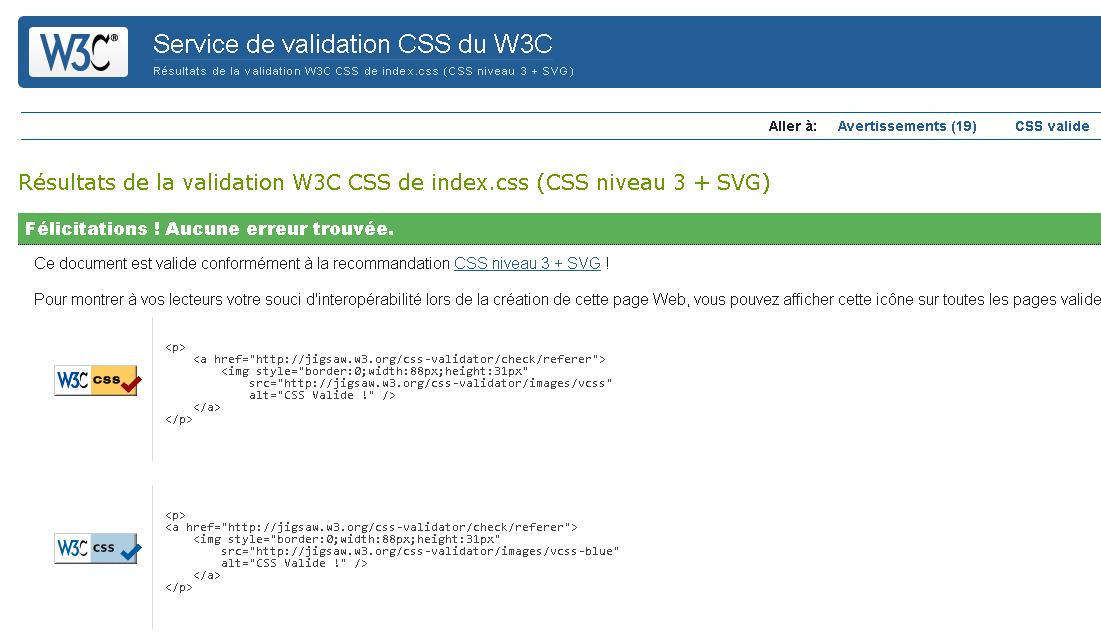 W3C®
Service de validation CSS du W3C
Résultats de la validation W3C CSS de index.css (CSS niveau 3 + SVG)
Aller à: Avertissements (19) CSS valide
Résultats de la validation W3C CSS de index.css (CSS niveau 3 + SVG)
Félicitations ! Aucune erreur trouvée.
Ce document est valide conformément à la recommandation CSS niveau 3 + SVG !
Pour montrer à vos lecteurs votre souci d'interopérabilité lors de la création de cette page Web, vous pouvez afficher cette icône sur toutes les pages valide
W3C css
<p>
<a href="http://jigsaw.w3.org/css-validator/check/referer">
<img style="border:0;width:88px;height:31px"
src="http://jigsaw.w3.org/css-validator/images/vcss"
alt="CSS Valide !" />
</a>
</p>
W3C css
<p>
<a href="http://jigsaw.w3.org/css-validator/check/referer">
<img style="border:0;width:88px;height:31px"
src="http://jigsaw.w3.org/css-validator/images/vcss-blue"
alt="CSS Valide !" />
</a>
</p>